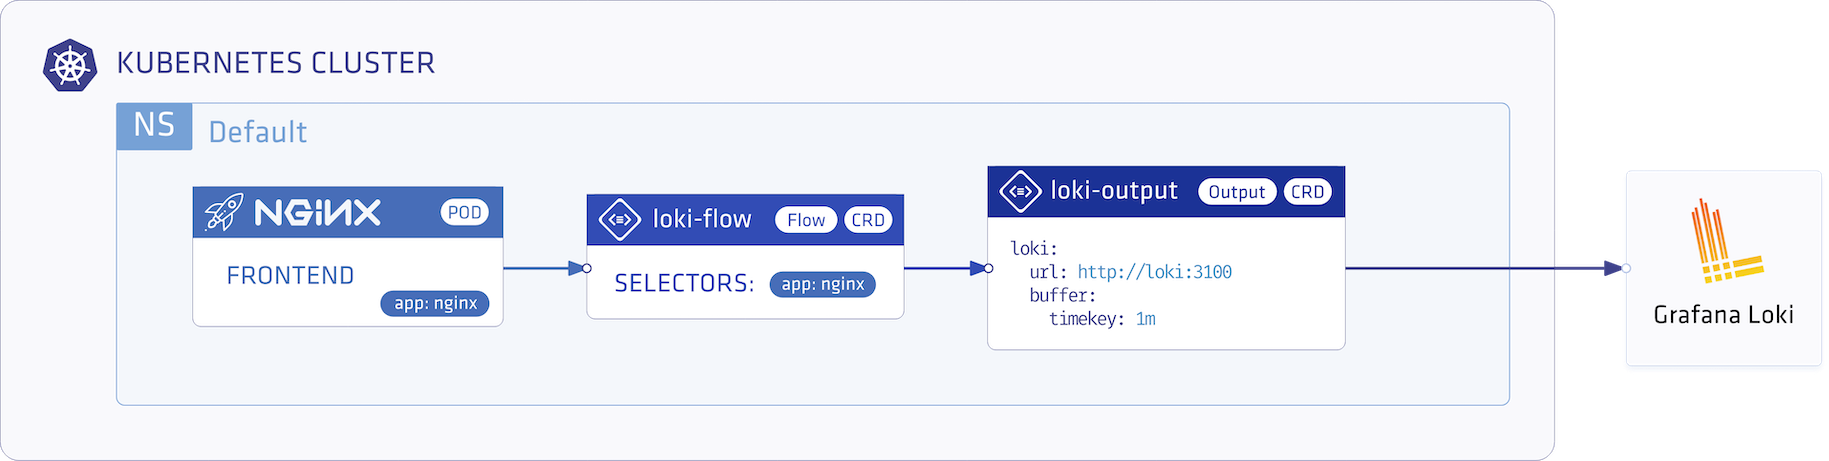 KUBERNETES CLUSTER
NS
Default
NGINX
POD
FRONTEND
app: nginx
loki-flow
Flow
CRD
SELECTORS:
app: nginx
loki-output
Output
CRD
loki:
url: http://loki:3100
buffer:
timekey: 1m
Grafana Loki